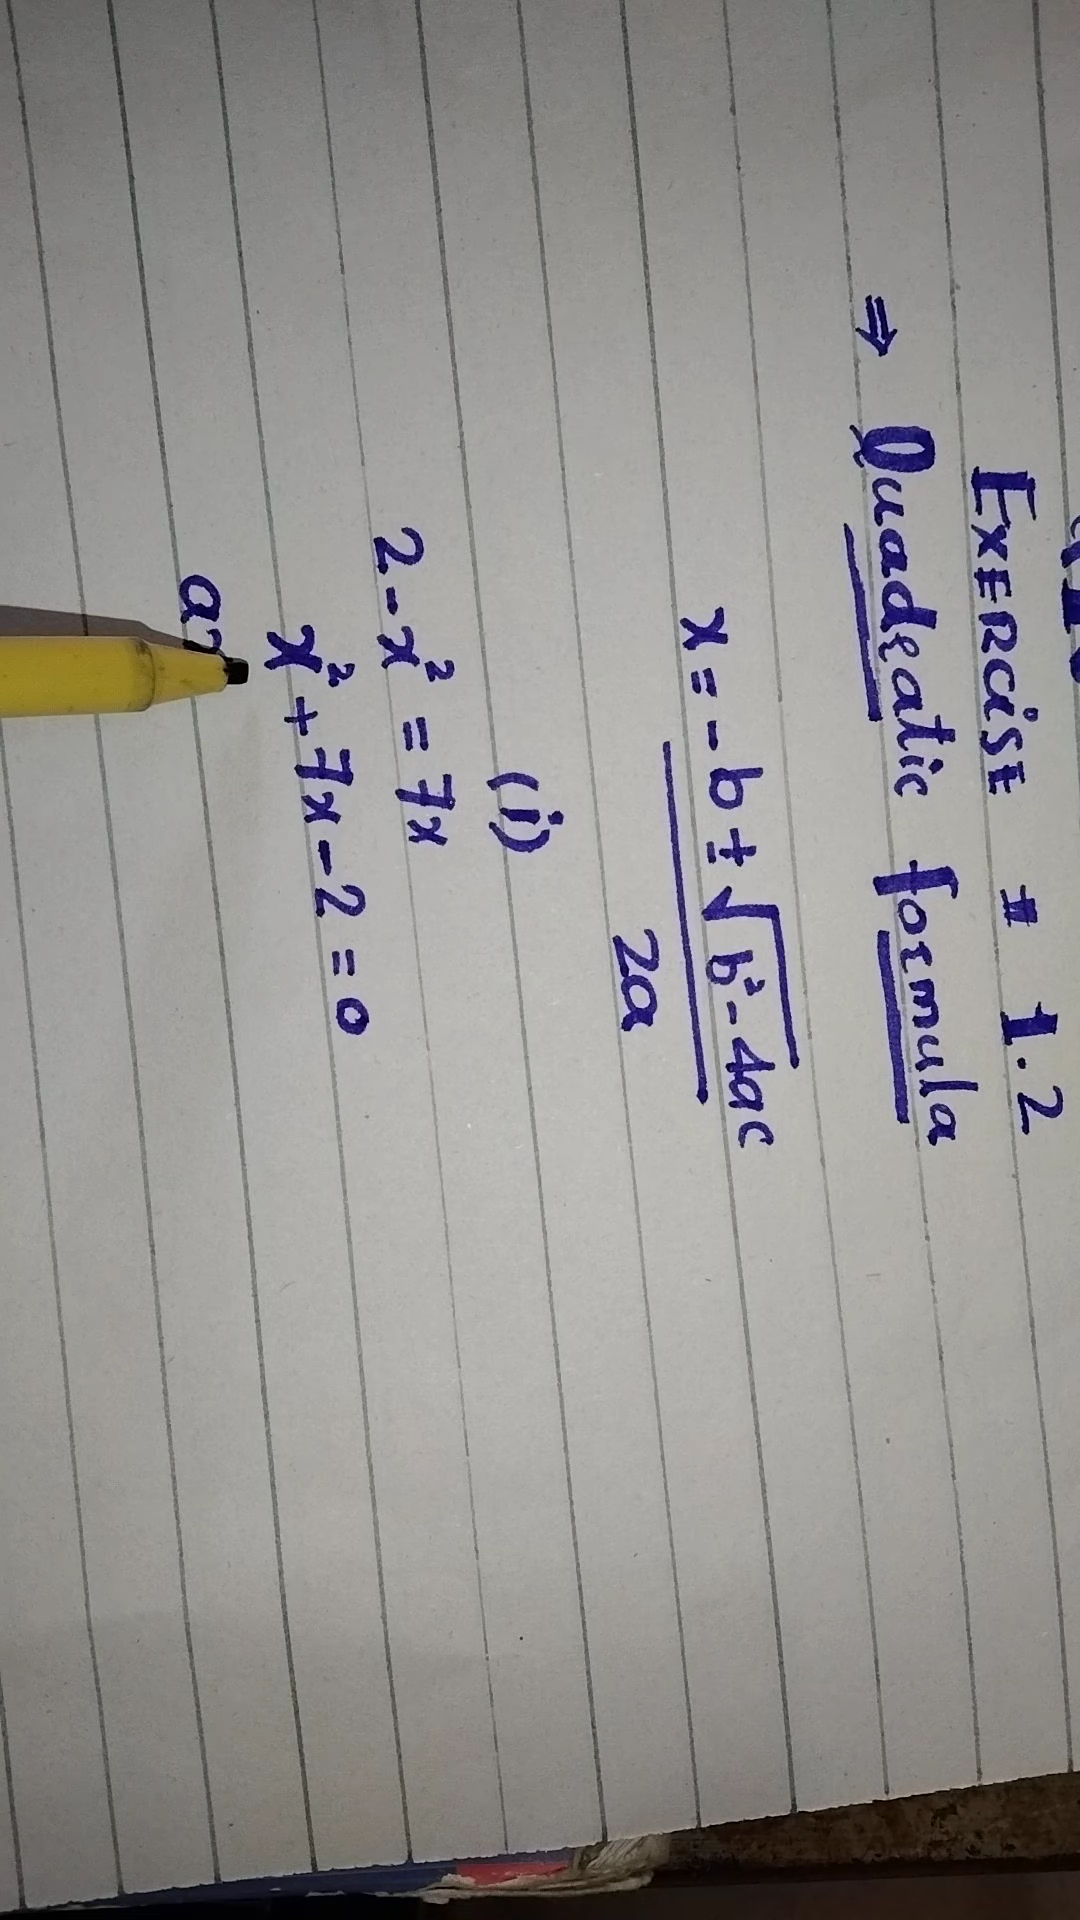 EXERCISE # 1.2
⇒ Quadratic formula
x = -b ± √b²-4ac
2a
(i)
2 - x² = 7x
x² + 7x - 2 = 0